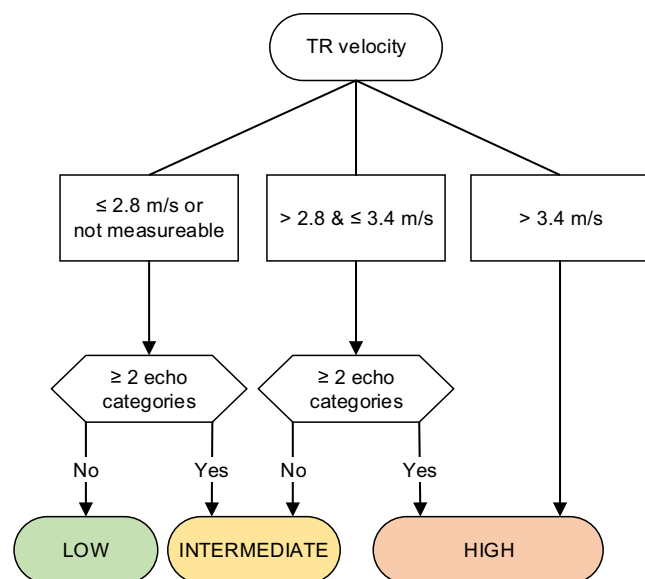 TR velocity
≤ 2.8 m/s or
not measureable
> 2.8 & ≤ 3.4 m/s
> 3.4 m/s
≥ 2 echo
categories
≥ 2 echo
categories
No
Yes
No
Yes
LOW
INTERMEDIATE
HIGH